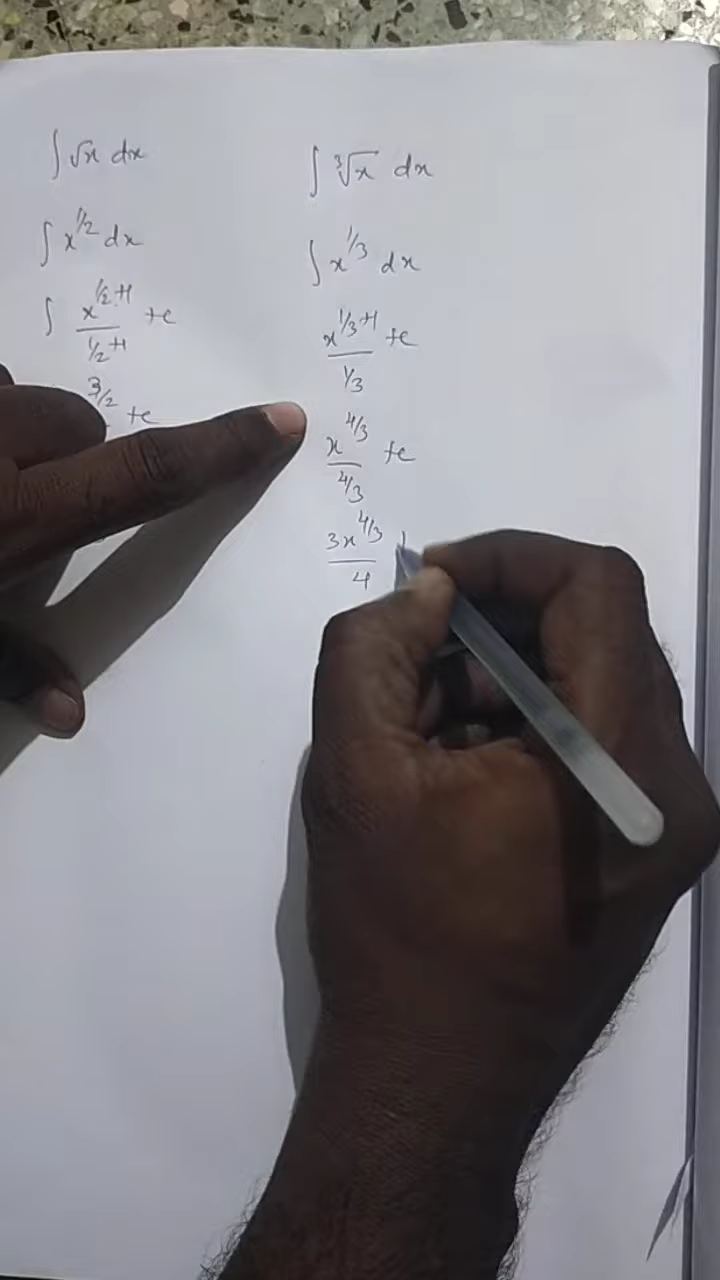 ∫ √x dx
∫ x^1/2 dx
∫ x^1/2+1 / 1/2+1 +c
3/2 +c
∫ ³√x dx
∫ x^1/3 dx
x^1/3+1 / 1/3 +c
x^4/3 / 4/3 +c
3x^4/3 / 4